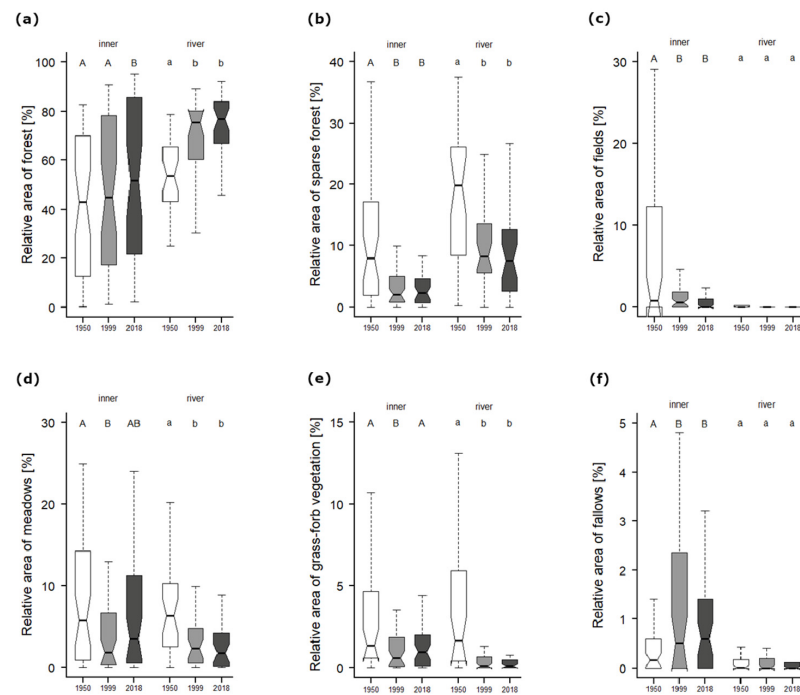 (a)
inner river
A A B a b b
Relative area of forest [%]
100
80
60
40
20
0
1950 1999 2018 1950 1999 2018
(b)
inner river
A B B a b b
Relative area of sparse forest [%]
40
30
20
10
0
1950 1999 2018 1950 1999 2018
(c)
inner river
A B B a a a
Relative area of fields [%]
30
20
10
0
1950 1999 2018 1950 1999 2018
(d)
inner river
A B AB a b b
Relative area of meadows [%]
30
20
10
0
1950 1999 2018 1950 1999 2018
(e)
inner river
A B A a b b
Relative area of grass-forb vegetation [%]
15
10
5
0
1950 1999 2018 1950 1999 2018
(f)
inner river
A B B a a a
Relative area of fallows [%]
5
4
3
2
1
0
1950 1999 2018 1950 1999 2018